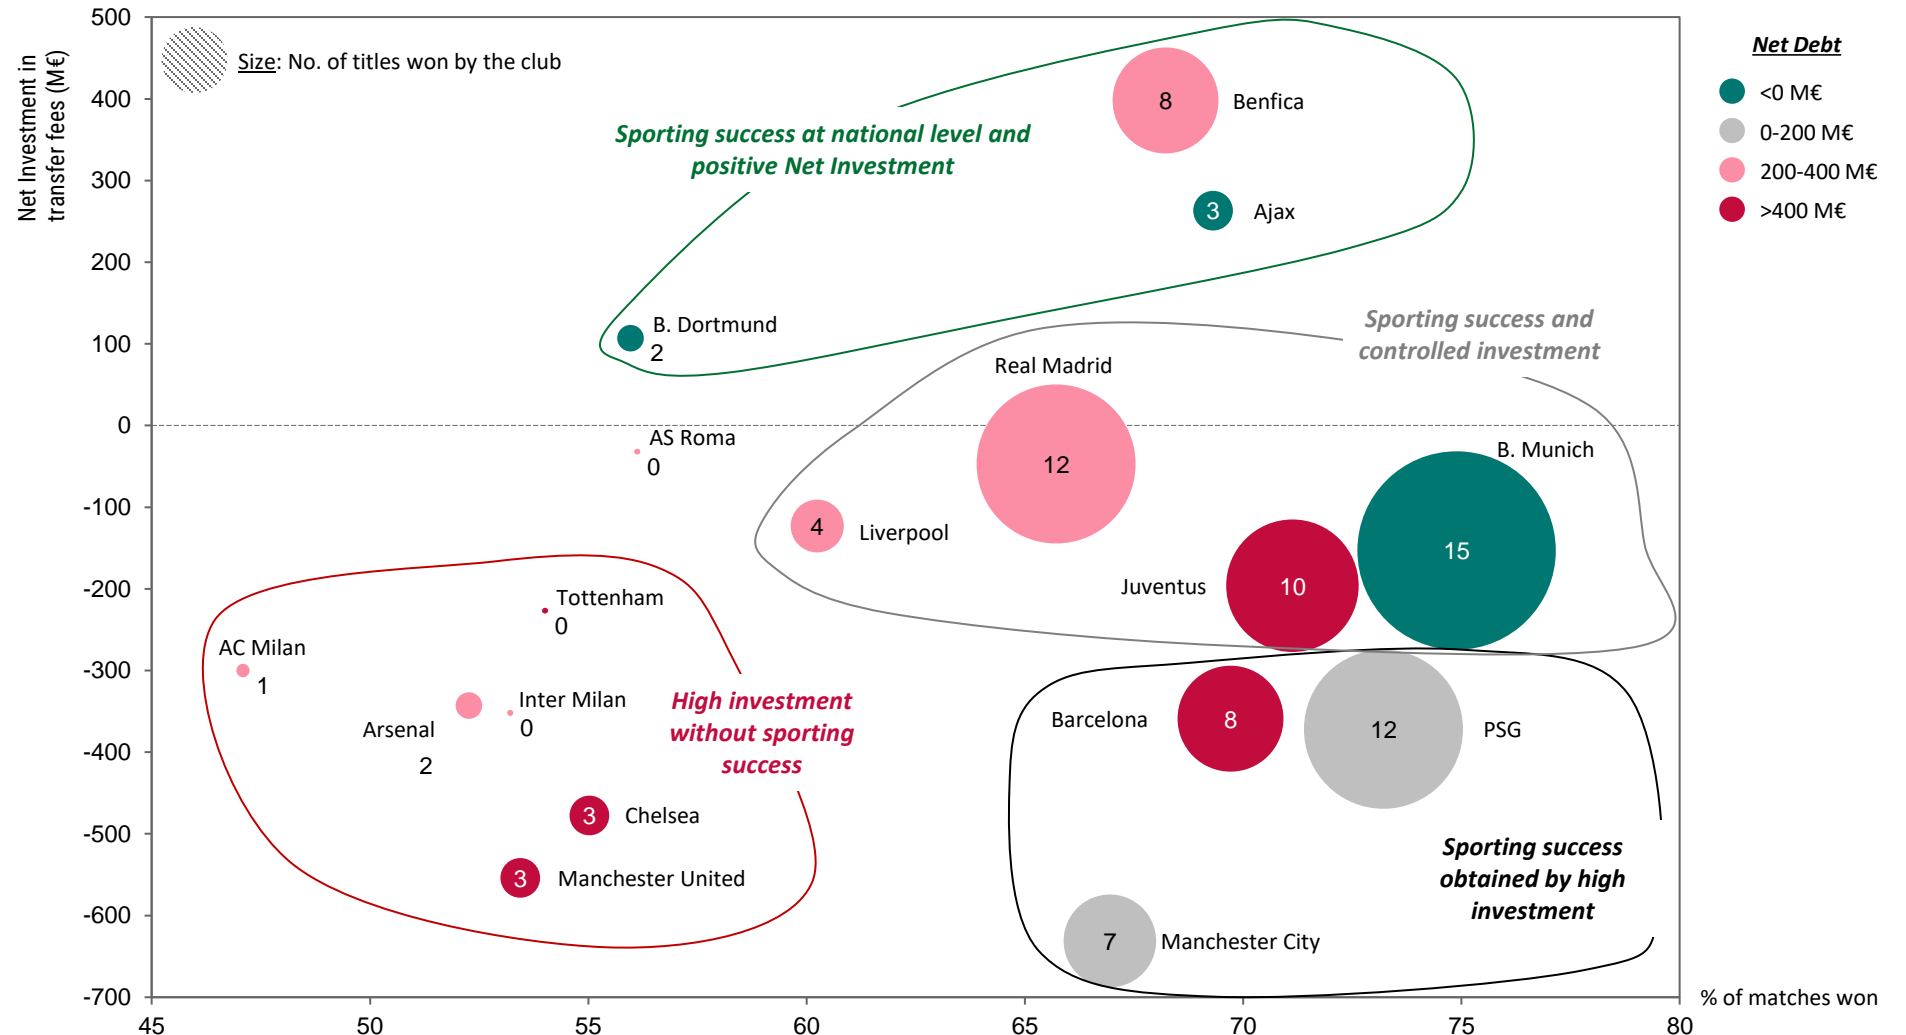 Net Investment in
transfer fees (M€)
500
400
300
200
100
0
-100
-200
-300
-400
-500
-600
-700
45
50
55
60
65
70
75
80
% of matches won
Size: No. of titles won by the club
Net Debt
<0 M€
0-200 M€
200-400 M€
>400 M€
Sporting success at national level and
positive Net Investment
8
Benfica
3
Ajax
B. Dortmund
2
Sporting success and
controlled investment
Real Madrid
12
AS Roma
0
B. Munich
15
4
Liverpool
Juventus
10
Tottenham
0
AC Milan
1
Inter Milan
0
Arsenal
2
High investment
without sporting
success
3
Chelsea
3
Manchester United
Barcelona
8
12
PSG
Sporting success
obtained by high
investment
7
Manchester City